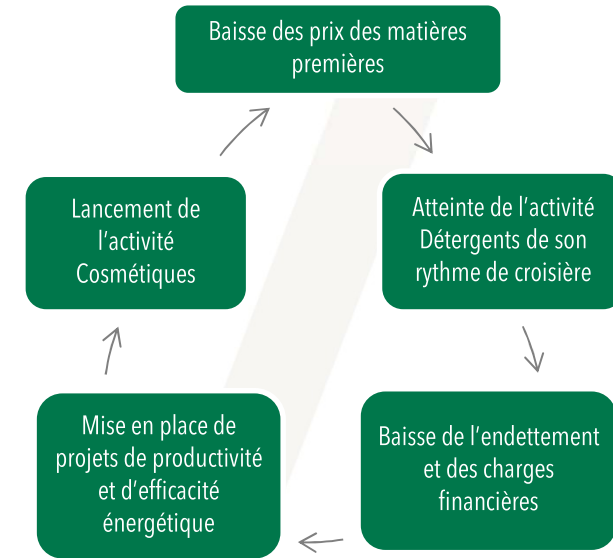 Baisse des prix des matières
premières
Atteinte de l’activité
Détergents de son
rythme de croisière
Baisse de l’endettement
et des charges
financières
Mise en place de
projets de productivité
et d’efficacité
énergétique
Lancement de
l’activité
Cosmétiques